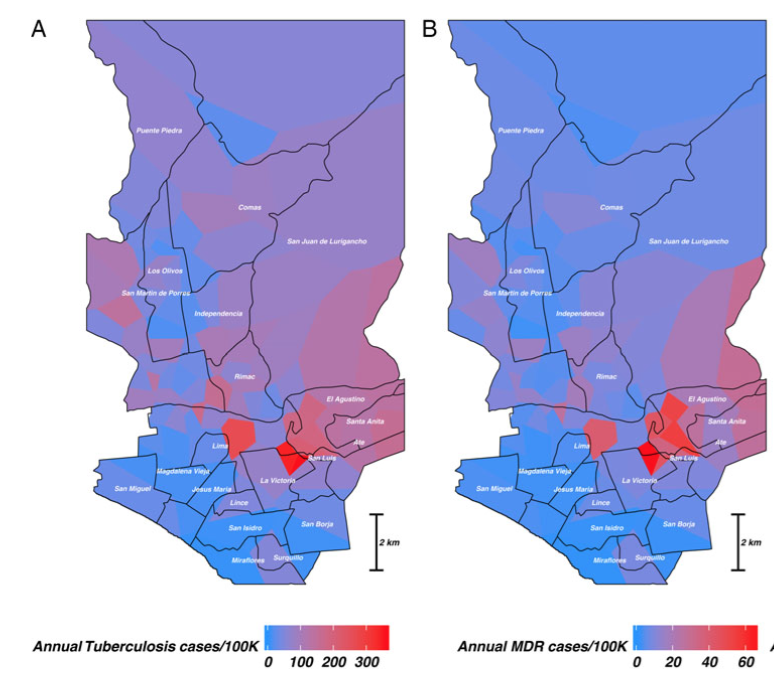 A
B
Puente Piedra
Comas
San Juan de Lurigancho
Los Olivos
San Martin de Porros
Independencia
Rimac
El Agustino
Santa Anita
Ate
Lima
San Luis
Magdalena Vieja
La Victoria
San Miguel
Jesus Maria
Lince
San Isidro
San Borja
Miraflores
Surquillo
2 km
Puente Piedra
Comas
San Juan de Lurigancho
Los Olivos
San Martin de Porros
Independencia
Rimac
El Agustino
Santa Anita
Ate
Lima
San Luis
Magdalena Vieja
La Victoria
San Miguel
Jesus Maria
Lince
San Isidro
San Borja
Miraflores
Surquillo
2 km
Annual Tuberculosis cases/100K
0 100 200 300
Annual MDR cases/100K
0 20 40 60